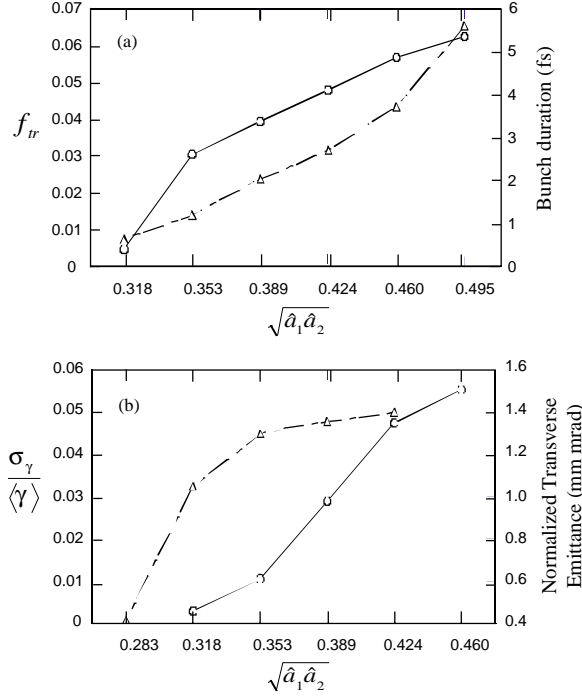 (a)
0.07
0.06
0.05
0.04
0.03
0.02
0.01
0
f_{tr}
6
5
4
3
2
1
0
Bunch duration (fs)
0.318 0.353 0.389 0.424 0.460 0.495
√â₁â₂
(b)
0.06
0.05
0.04
0.03
0.02
0.01
0
σ_γ
⟨γ⟩
1.6
1.4
1.2
1.0
0.8
0.6
0.4
Normalized Transverse
Emittance (mm mrad)
0.283 0.318 0.353 0.389 0.424 0.460
√â₁â₂